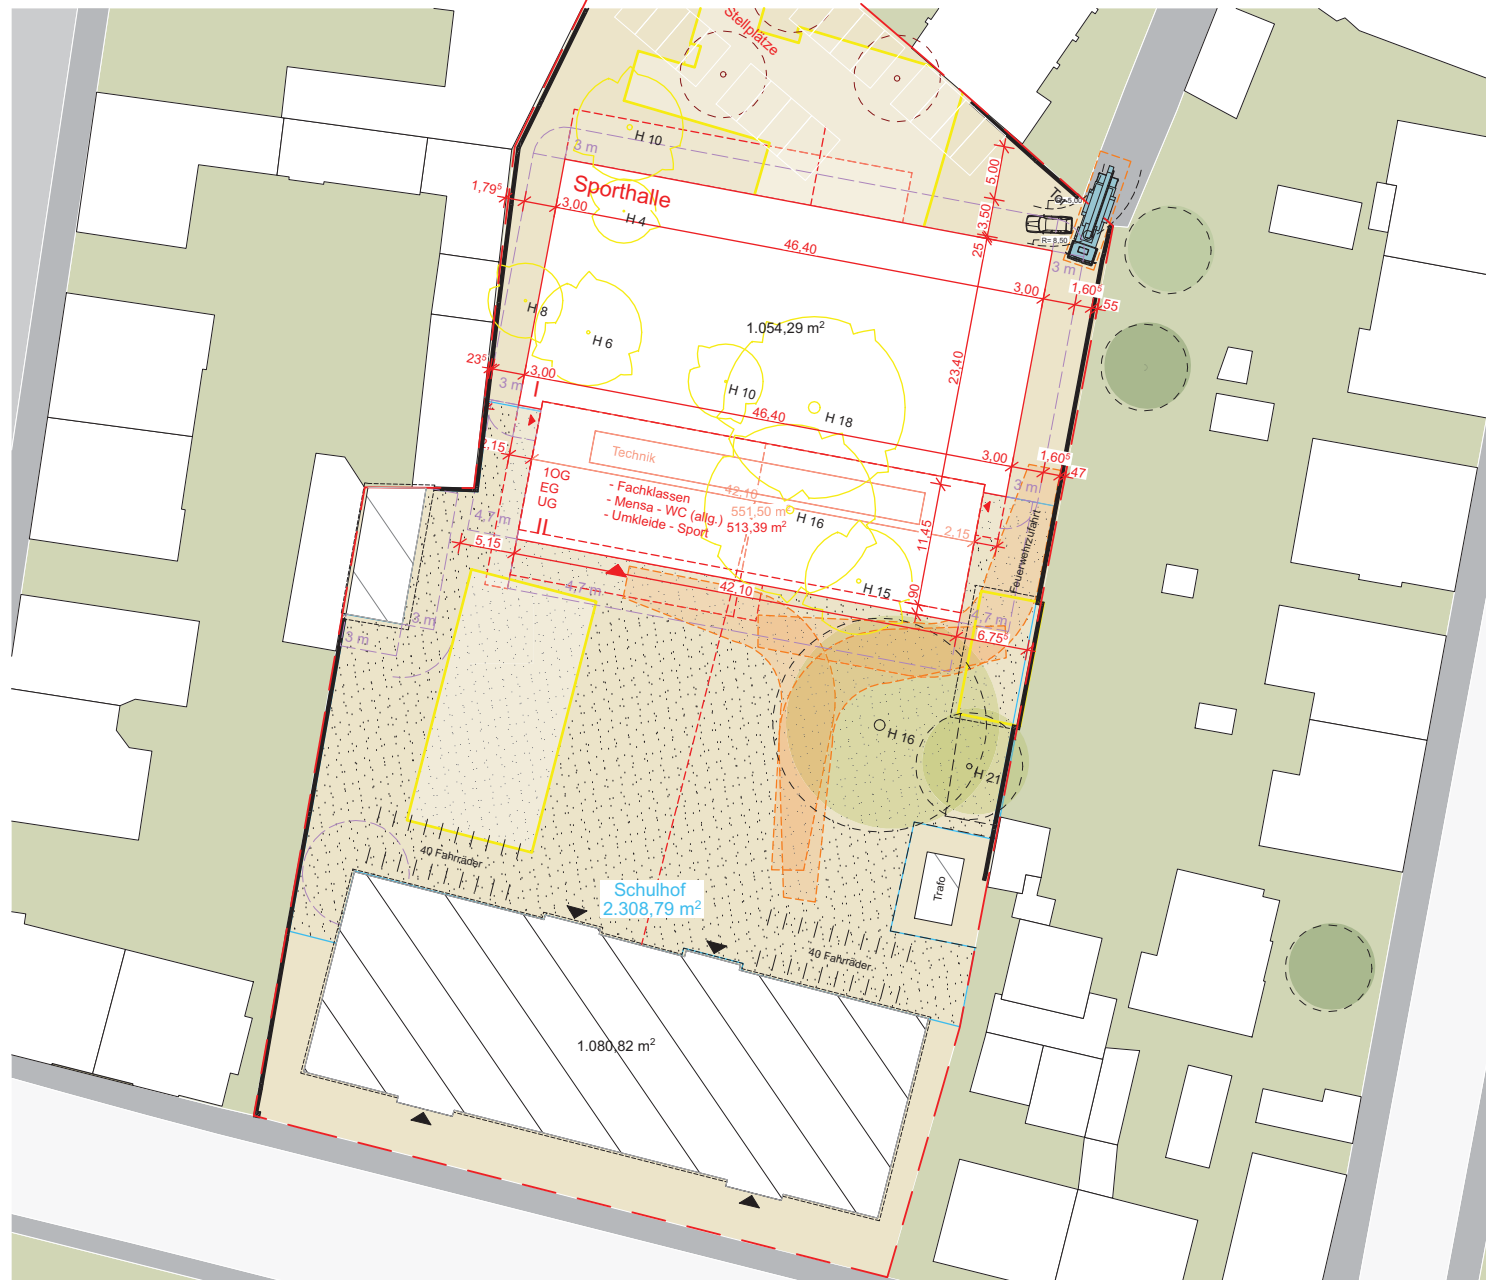 Stellplätze
H 10
3 m
Sporthalle
1,79⁵
3,00
H 4
46,40
5,00
3,50
25
R= 8,50
3 m
3,00
1,60⁵
55
H 8
H 6
1.054,29 m²
23,40
23⁵
3,00
3 m
I
H 10
46,40
H 18
3,00
1,60⁵
47
3 m
Technik
42,10
551,50 m²
1OG
EG
UG
II
- Fachklassen
- Mensa - WC (allg.)
- Umkleide - Sport
513,39 m²
H 16
11,45
2,15
Feuerwehrzufahrt
4,7 m
5,15
4,7 m
42,10
H 15
90
4,7 m
6,75⁵
3 m
3 m
H 16
H 21
40 Fahrräder
Schulhof
2.308,79 m²
Trafo
40 Fahrräder
1.080,82 m²